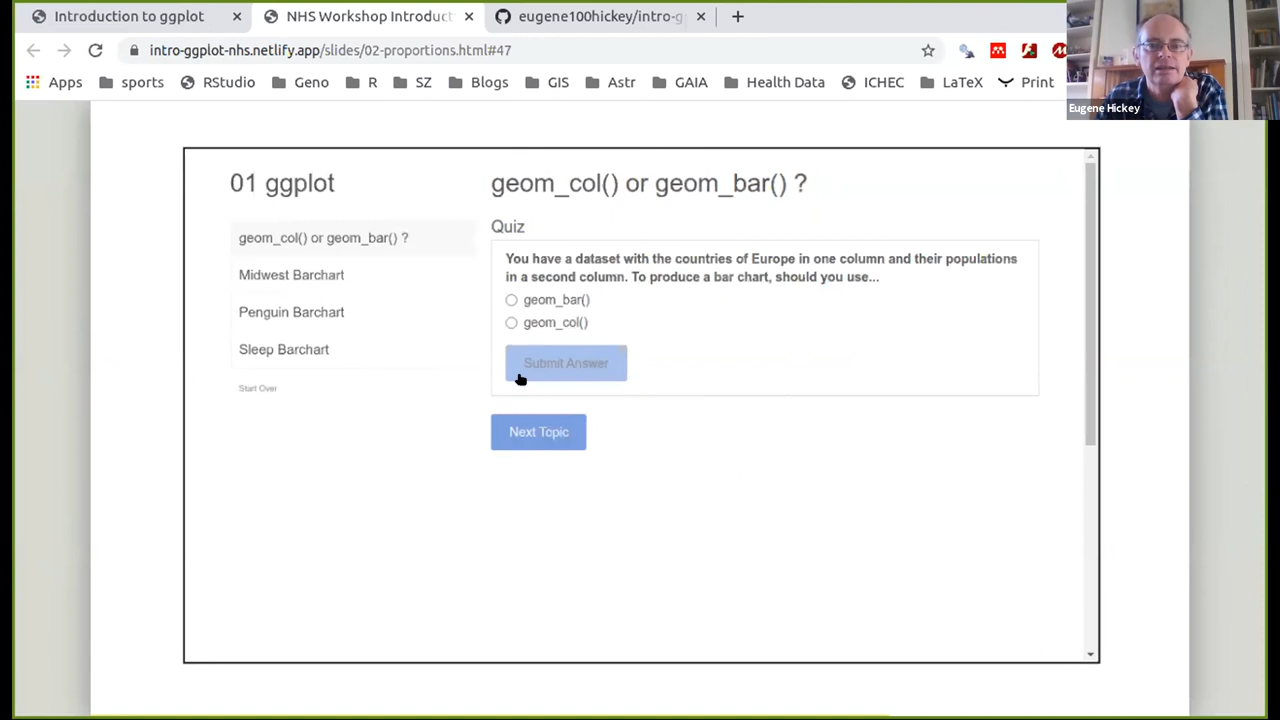 Introduction to ggplot
NHS Workshop Introduct
eugene100hickey/intro-g
intro-ggplot-nhs.netlify.app/slides/02-proportions.html#47
Apps sports RStudio Geno R SZ Blogs GIS Astr GAIA Health Data ICHEC LaTeX Print
Eugene Hickey
01 ggplot
geom_col() or geom_bar() ?
Midwest Barchart
Penguin Barchart
Sleep Barchart
Start Over
geom_col() or geom_bar() ?
Quiz
You have a dataset with the countries of Europe in one column and their populations
in a second column. To produce a bar chart, should you use...
geom_bar()
geom_col()
Submit Answer
Next Topic